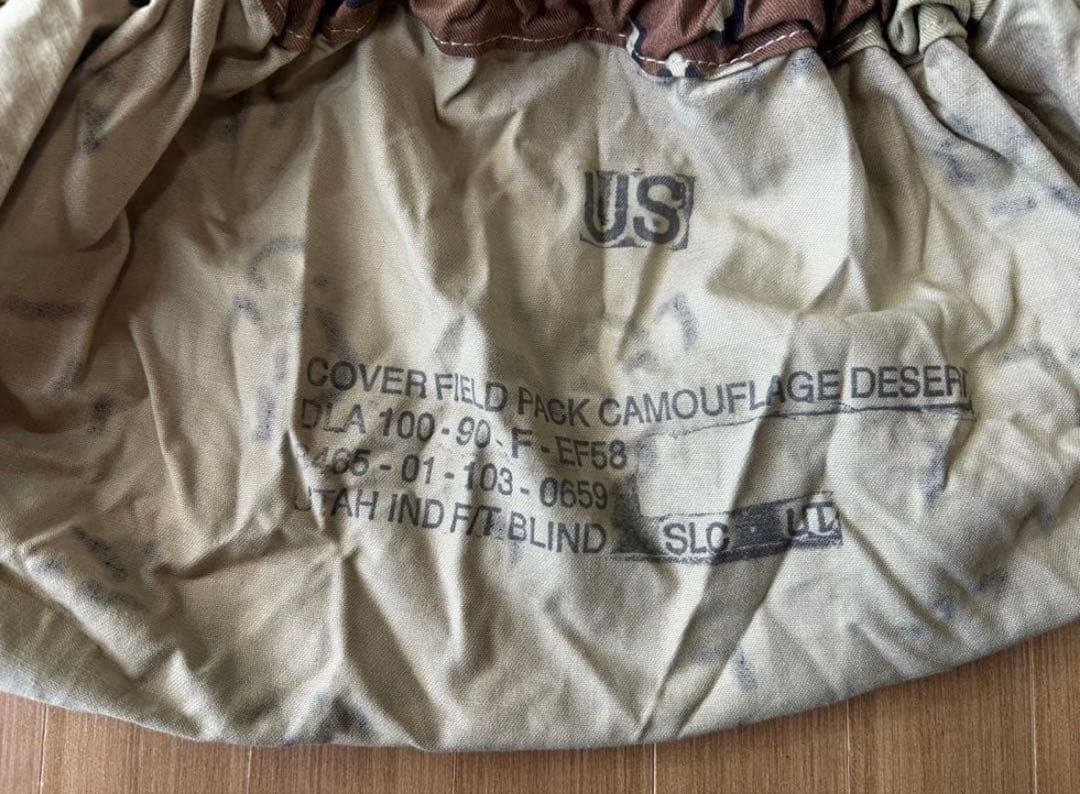 US
COVER FIELD PACK CAMOUFLAGE DESERT
DLA 100-90-F-EF58
8465-01-103-0659
UTAH IND F/T BLIND SLC UT